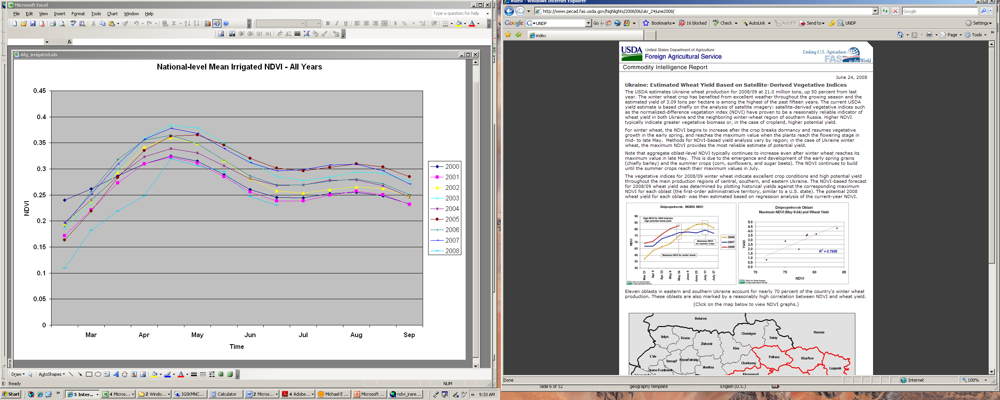 Microsoft Excel
File Edit View Insert Format Tools Chart Window Help
Type a question for help
fx
Afg_irrigated.xls
National-level Mean Irrigated NDVI - All Years
0.45
0.4
0.35
0.3
0.25
0.2
0.15
0.1
0.05
0
NDVI
Mar Apr May Jun Jul Aug Sep
Time
2000
2001
2002
2003
2004
2005
2006
2007
2008
Draw AutoShapes
Ready
NUM
Start
5 Inter...
4 Micros...
2 Windo...
IGSKMNC...
Calculator
2 Micros...
4 Adobe...
Michael E ...
Microsoft ...
ndvi_irare...
9:33 AM
index - Windows Internet Explorer
http://www.pecad.fas.usda.gov/highlights/2008/06/ukr_24june2008/
Google
Google UNDP Go Bookmarks 16 blocked Check AutoLink AutoFill Send to UNDP Settings
index
Page Tools
USDA United States Department of Agriculture
Foreign Agricultural Service
Linking U.S. Agriculture
FAS to the World
Commodity Intelligence Report
June 24, 2008
Ukraine: Estimated Wheat Yield Based on Satellite-Derived Vegetative Indices
The USDA estimates Ukraine wheat production for 2008/09 at 21.0 million tons, up 50 percent from last
year. The winter wheat crop has benefited from excellent weather throughout the growing season and the
estimated yield of 3.09 tons per hectare is among the highest of the past fifteen years. The current USDA
yield estimate is based chiefly on the analysis of satellite imagery: satellite-derived vegetative indices such
as the normalized-difference vegetation index (NDVI) have proven to be a reasonably reliable indicator of
wheat yield in both Ukraine and the neighboring winter-wheat region of southern Russia. Higher NDVI
typically indicate greater vegetative biomass or, in the case of cropland, higher potential yield.
For winter wheat, the NDVI begins to increase after the crop breaks dormancy and resumes vegetative
growth in the early spring, and reaches the maximum value when the plants reach the flowering stage in
mid- to late May. Methods for NDVI-based yield analysis vary by region; in the case of Ukraine winter
wheat, the maximum NDVI provides the most reliable estimate of potential yield.
Note that aggregate oblast-level NDVI typically continues to increase even after winter wheat reaches its
maximum value in late May. This is due to the emergence and development of the early spring grains
(chiefly barley) and the summer crops (corn, sunflowers, and sugar beets). The NDVI continues to build
until the summer crops reach their maximum values in July.
The vegetative indices for 2008/09 winter wheat indicate excellent crop conditions and high potential yield
throughout the main production regions of central, southern, and eastern Ukraine. The NDVI-based forecast
for 2008/09 wheat yield was determined by plotting historical yields against the corresponding maximum
NDVI for each oblast (the first-order administrative territory, similar to a U.S. state). The potential 2008
wheat yield for each oblast- was then estimated based on regression analysis of the current-year NDVI.
Dnipropetrovsk: MODIS NDVI
High NDVI for 2008 indicates
high potential wheat yield.
90
85
80
75
70
65
60
55
50
NDVI
Maximum NDVI
for summer crops
Maximum NDVI for winter wheat
2006
2007
2008
Mar 21 Apr 6 Apr 22 May 8 May 24 June 9 June 25 July 11 July 27
USDA Office for Global Analysis
Foreign Agricultural Service
Dnipropetrovsk Oblast
Maximum NDVI (May 9-24) and Wheat Yield
5.0
4.5
4.0
3.5
3.0
2.5
2.0
1.5
1.0
0.5
0.0
Yield
R² = 0.7955
70 75 80 85
NDVI
USDA Office for Global Analysis
Foreign Agricultural Service
Eleven oblasts in eastern and southern Ukraine account for nearly 70 percent of the country's winter wheat
production. These oblasts are also marked by a reasonably high correlation between NDVI and wheat yield.
(Click on the map below to view NDVI graphs.)
Belarus
Russia
Volyn
Rovno
Zhitomir
Chernigov
Sumy
Kiev
L'viv
Ternopl'
Khmel'nitskiy
Poltava
Khar'kov
Cherkassy
Vinnitsa
Lugansk
Ivano-Frankovsk
Kirovograd
Done
Internet
100%
Slide 6 of 12
geography template
English (U.S.)